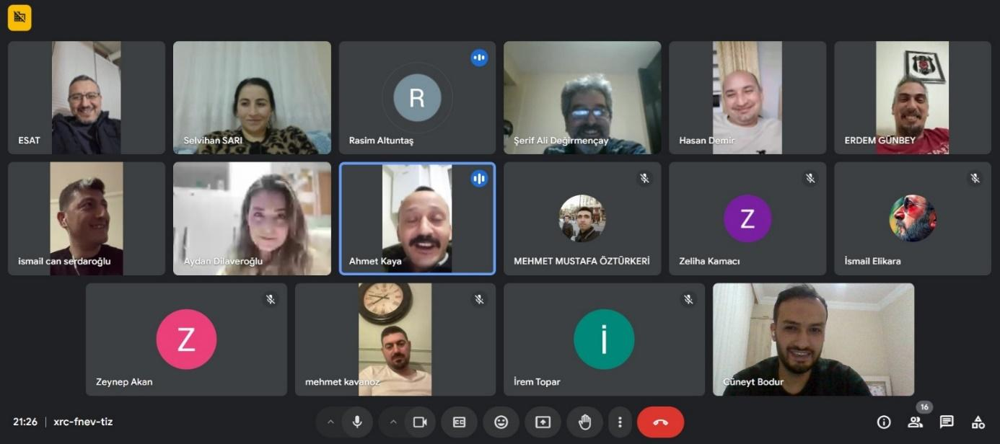 ESAT
Selvihan SARI
R
Rasim Altuntaş
Şerif Ali Değirmençay
Hasan Demir
ERDEM GÜNBEY
ismail can serdaroğlu
Aydan Dilaveroğlu
Ahmet Kaya
MEHMET MUSTAFA ÖZTÜRKERİ
Z
Zeliha Kamacı
İsmail Elikara
Z
Zeynep Akan
mehmet kavanoz
i
İrem Topar
Cüneyt Bodur
21:26 | xrc-fnev-tiz
CC
16